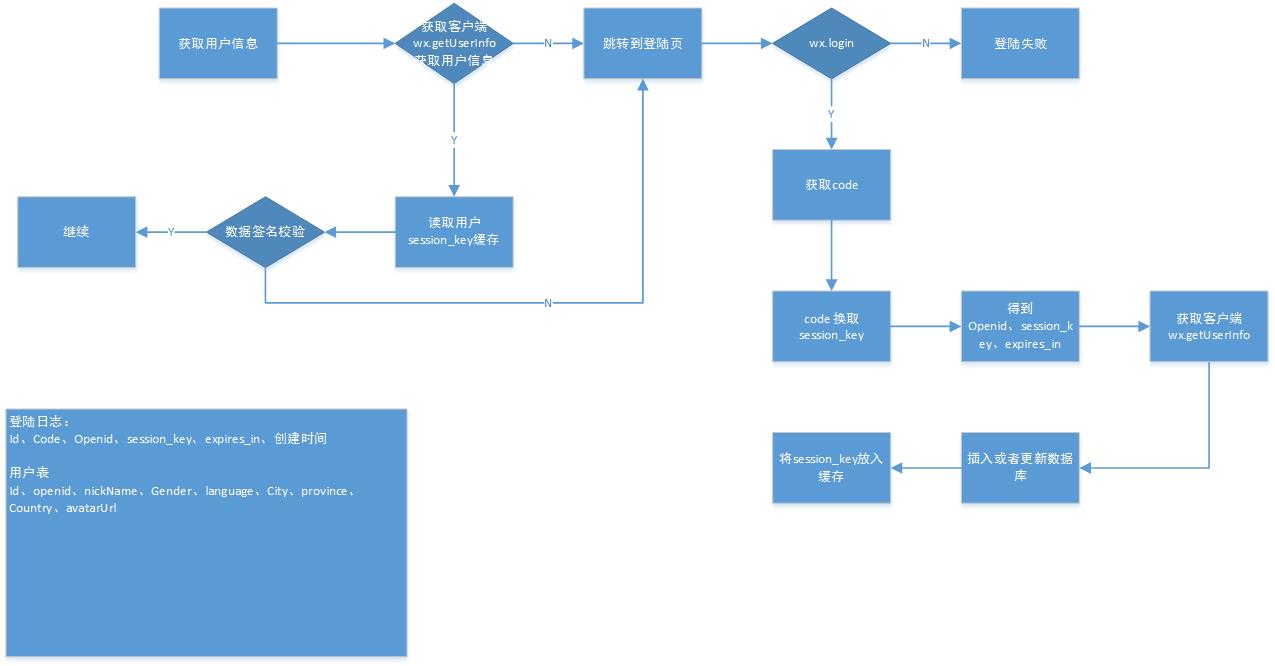 获取用户信息
获取客户端
wx.getUserInfo
获取用户信息
N
跳转到登陆页
wx.login
N
登陆失败
Y
Y
获取code
继续
Y
数据签名校验
读取用户
session_key缓存
N
code 换取
session_key
得到
Openid、session_k
ey、expires_in
获取客户端
wx.getUserInfo
将session_key放入
缓存
插入或者更新数据
库
登陆日志：
Id、Code、Openid、session_key、expires_in、创建时间
用户表
Id、openid、nickName、Gender、language、City、province、
Country、avatarUrl